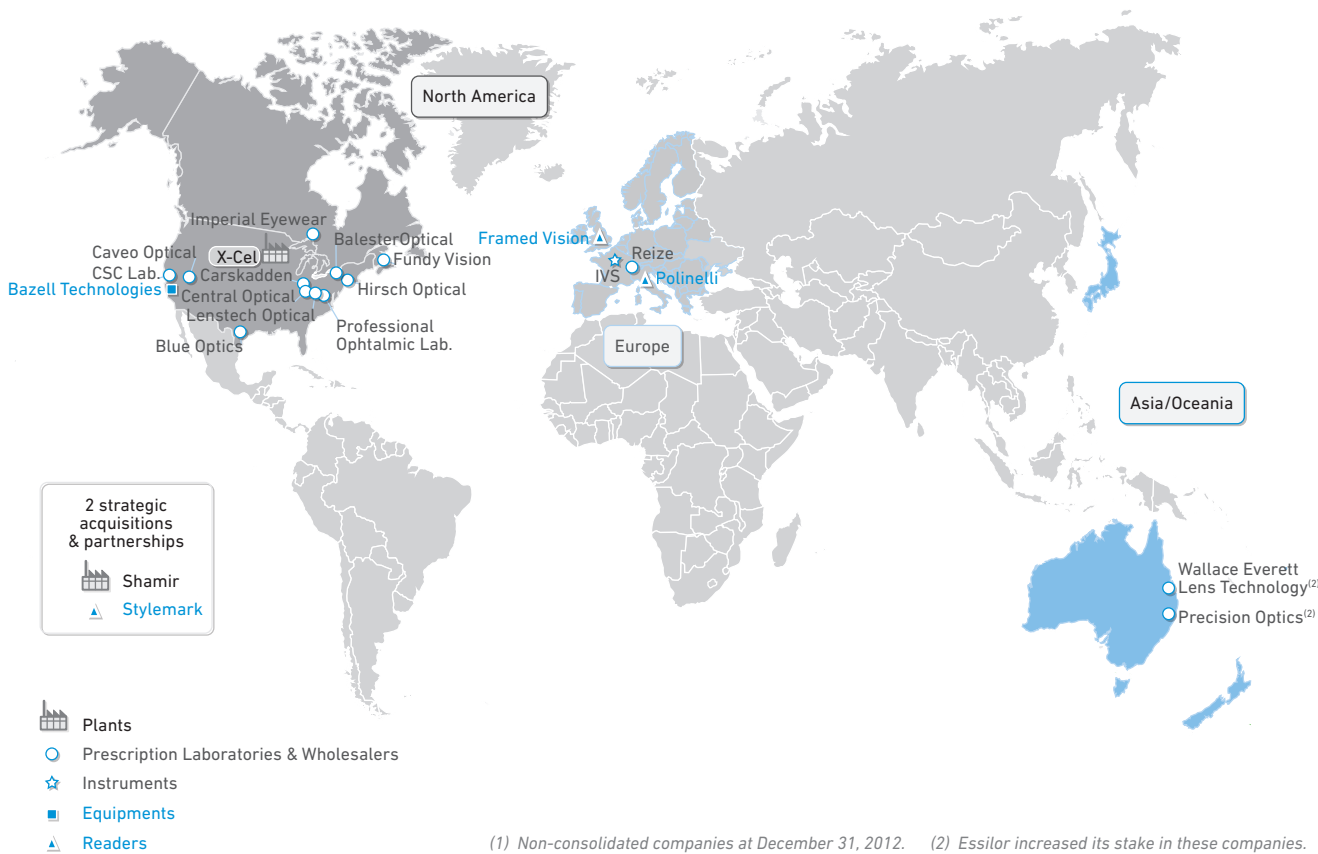 North America
Imperial Eyewear
BalesterOptical
Caveo Optical
X-Cel
Fundy Vision
CSC Lab.
Carskadden
Bazell Technologies
Central Optical
Hirsch Optical
Lenstech Optical
Professional
Ophtalmic Lab.
Blue Optics
Framed Vision
Reize
IVS
Polinelli
Europe
Asia/Oceania
2 strategic
acquisitions
& partnerships
Shamir
Stylemark
Wallace Everett
Lens Technology(2)
Precision Optics(2)
Plants
Prescription Laboratories & Wholesalers
Instruments
Equipments
Readers
(1) Non-consolidated companies at December 31, 2012. (2) Essilor increased its stake in these companies.